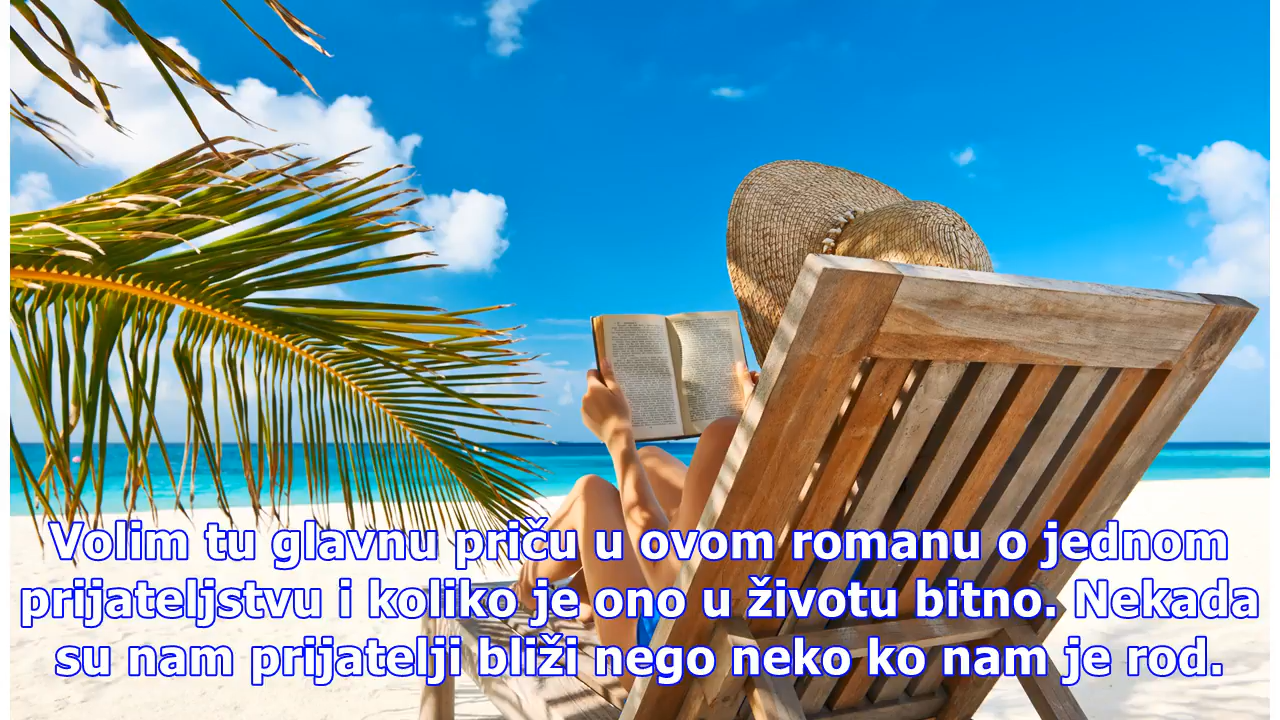 Volim tu glavnu priču u ovom romanu o jednom
prijateljstvu i koliko je ono u životu bitno. Nekada
su nam prijatelji bliži nego neko ko nam je rod.